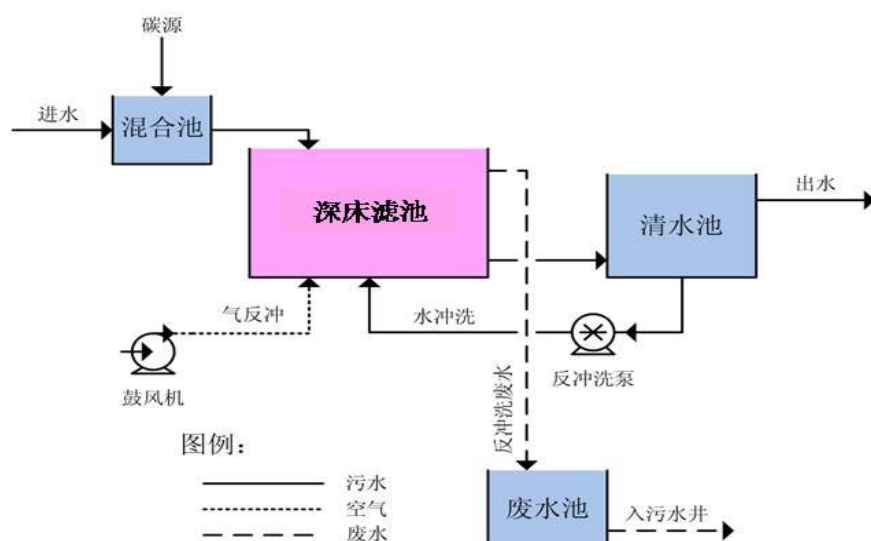 碳源
进水
混合池
深床滤池
出水
清水池
气反冲
水冲洗
鼓风机
反冲洗泵
反冲洗废水
图例：
污水
空气
废水
废水池
入污水井